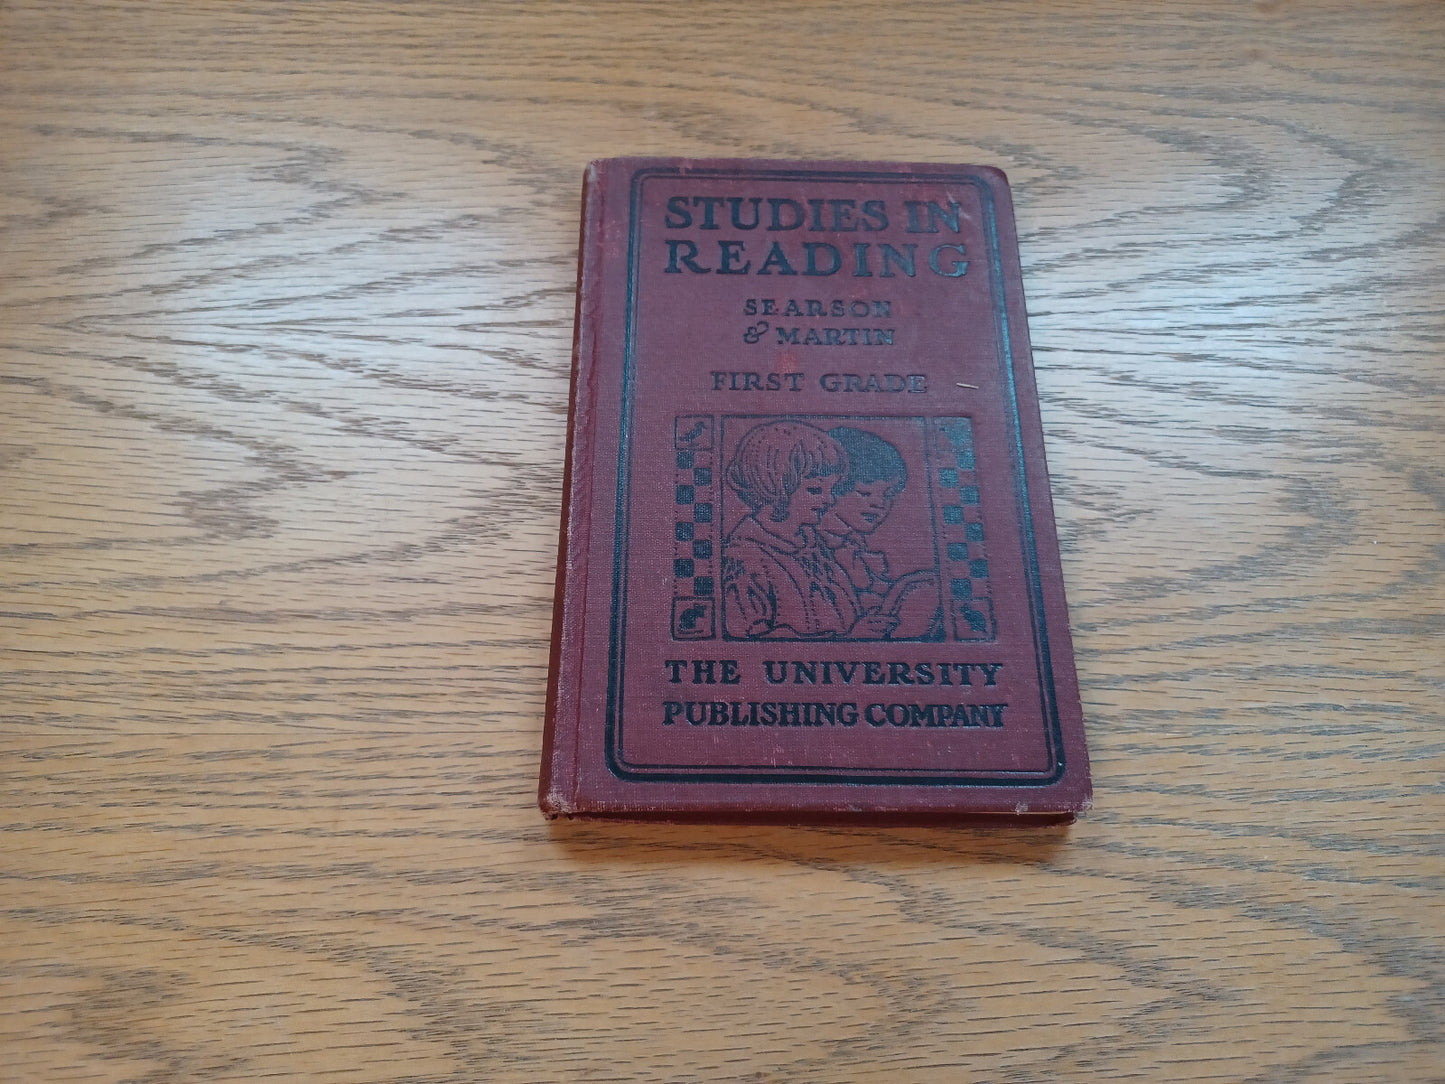 STUDIES IN
READING
SEARSON
& MARTIN
FIRST GRADE
THE UNIVERSITY
PUBLISHING COMPANY